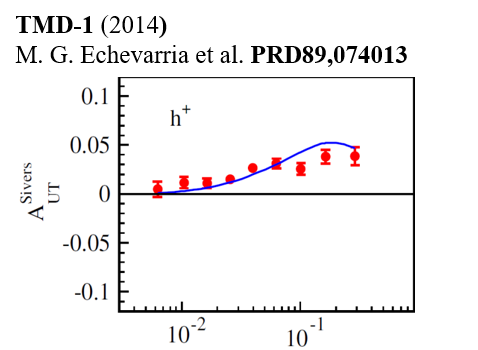 TMD-1 (2014)
M. G. Echevarria et al. PRD89,074013
0.1
h+
0.05
A Sivers UT
0
-0.05
-0.1
10-2
10-1